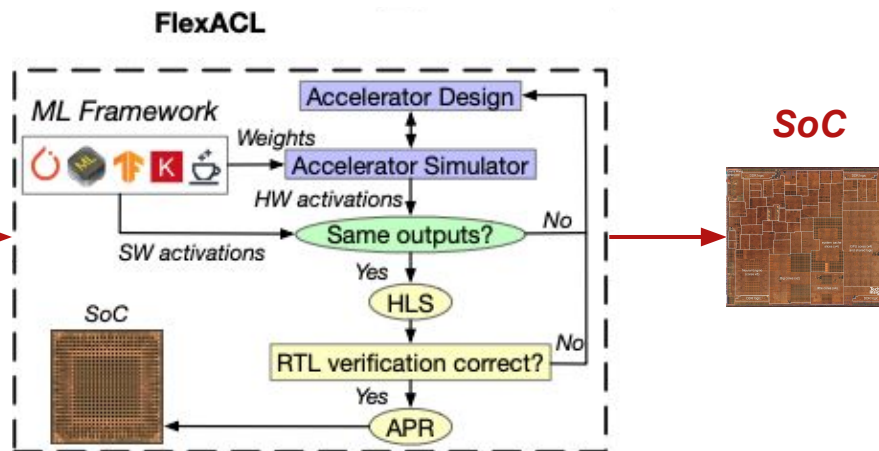 FlexACL
ML Framework
Accelerator Design
Weights
ML
K
Accelerator Simulator
HW activations
Same outputs?
No
SW activations
Yes
HLS
SoC
RTL verification correct?
No
Yes
APR
SoC